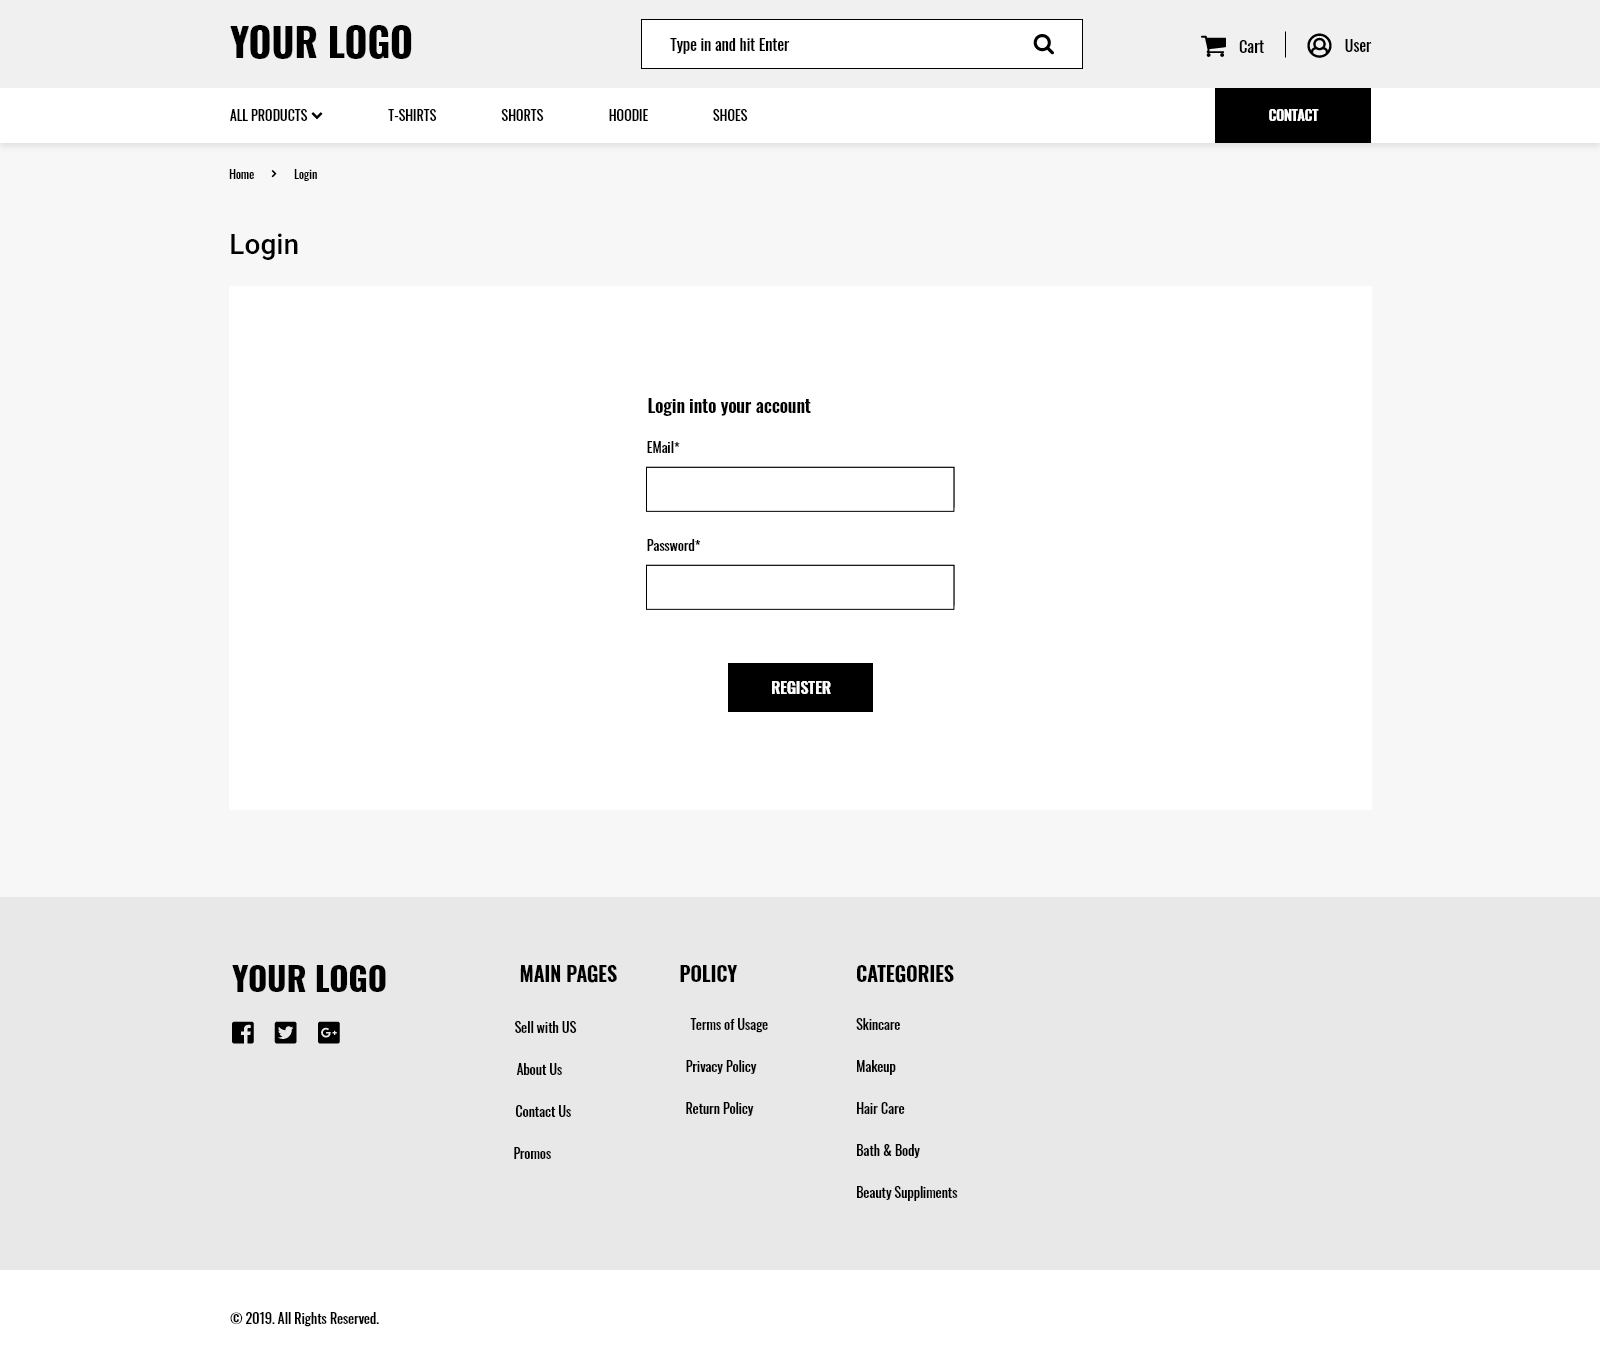 YOUR LOGO
Type in and hit Enter
Cart
User
ALL PRODUCTS
T-SHIRTS
SHORTS
HOODIE
SHOES
CONTACT
Home
Login
Login
Login into your account
EMail*
Password*
REGISTER
YOUR LOGO
MAIN PAGES
Sell with US
About Us
Contact Us
Promos
POLICY
Terms of Usage
Privacy Policy
Return Policy
CATEGORIES
Skincare
Makeup
Hair Care
Bath & Body
Beauty Suppliments
© 2019. All Rights Reserved.